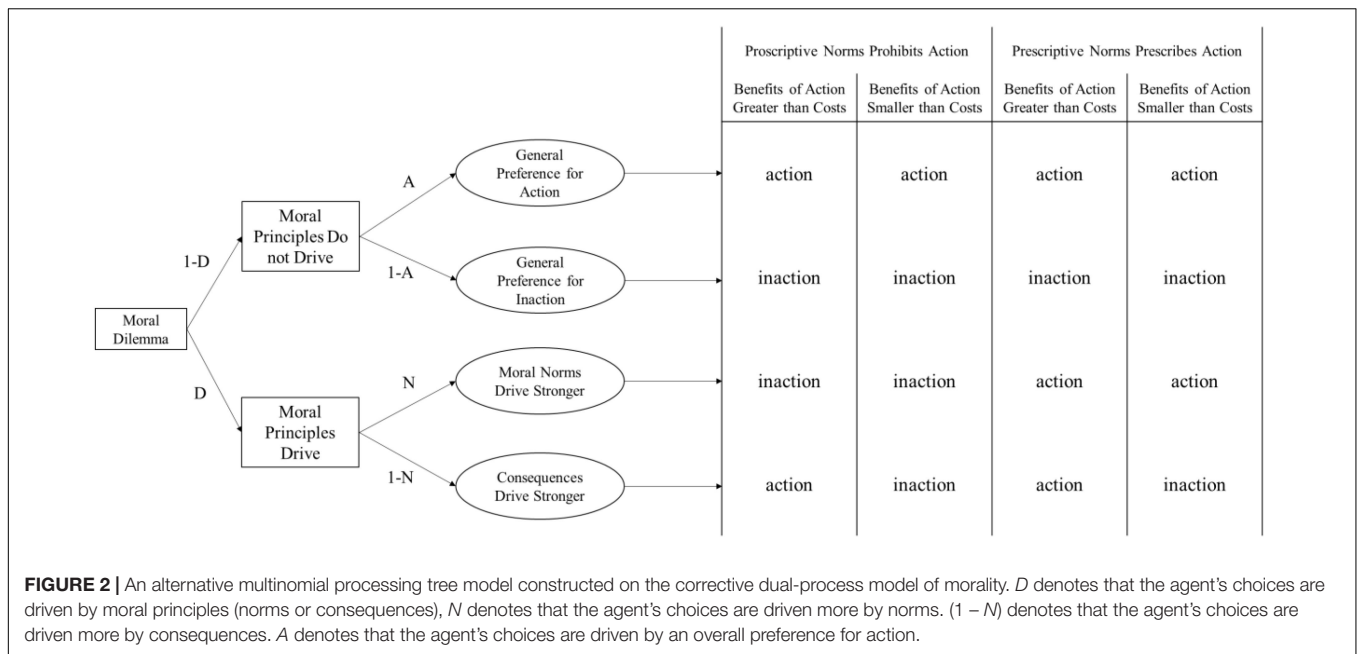 Proscriptive Norms Prohibits Action
Prescriptive Norms Prescribes Action
Benefits of Action
Greater than Costs
Benefits of Action
Smaller than Costs
Benefits of Action
Greater than Costs
Benefits of Action
Smaller than Costs
Moral
Dilemma
1-D
D
Moral
Principles Do
not Drive
A
1-A
General
Preference for
Action
action
action
action
action
General
Preference for
Inaction
inaction
inaction
inaction
inaction
Moral
Principles
Drive
N
1-N
Moral Norms
Drive Stronger
inaction
inaction
action
action
Consequences
Drive Stronger
action
inaction
action
inaction
FIGURE 2 | An alternative multinomial processing tree model constructed on the corrective dual-process model of morality. D denotes that the agent's choices are
driven by moral principles (norms or consequences), N denotes that the agent's choices are driven more by norms. (1 – N) denotes that the agent's choices are
driven more by consequences. A denotes that the agent's choices are driven by an overall preference for action.